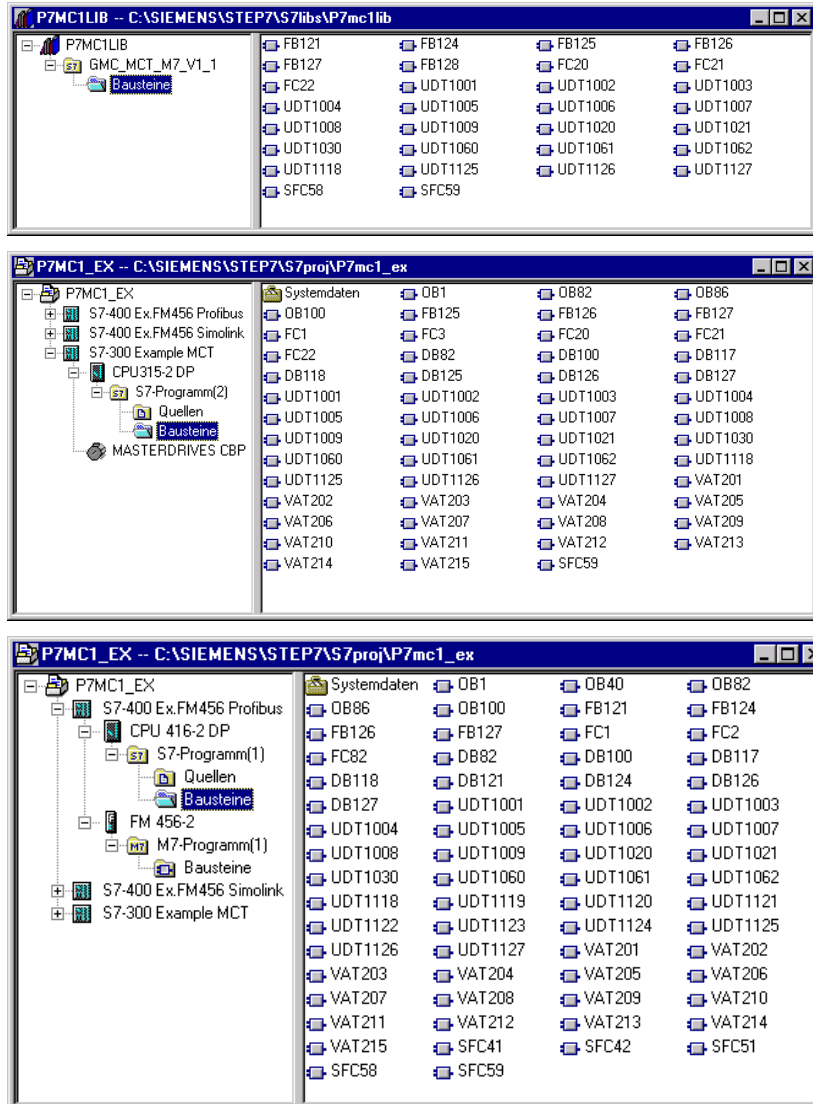 P7MC1LIB -- C:\SIEMENS\STEP7\S7libs\P7mc1lib
P7MC1LIB
GMC_MCT_M7_V1_1
Bausteine
FB121 FB124 FB125 FB126
FB127 FB128 FC20 FC21
FC22 UDT1001 UDT1002 UDT1003
UDT1004 UDT1005 UDT1006 UDT1007
UDT1008 UDT1009 UDT1020 UDT1021
UDT1030 UDT1060 UDT1061 UDT1062
UDT1118 UDT1125 UDT1126 UDT1127
SFC58 SFC59
P7MC1_EX -- C:\SIEMENS\STEP7\S7proj\P7mc1_ex
P7MC1_EX
S7-400 Ex.FM456 Profibus
S7-400 Ex.FM456 Simolink
S7-300 Example MCT
CPU315-2 DP
S7-Programm(2)
Quellen
Bausteine
MASTERDRIVES CBP
Systemdaten OB1 OB82 OB86
OB100 FB125 FB126 FB127
FC1 FC3 FC20 FC21
FC22 DB82 DB100 DB117
DB118 DB125 DB126 DB127
UDT1001 UDT1002 UDT1003 UDT1004
UDT1005 UDT1006 UDT1007 UDT1008
UDT1009 UDT1020 UDT1021 UDT1030
UDT1060 UDT1061 UDT1062 UDT1118
UDT1125 UDT1126 UDT1127 VAT201
VAT202 VAT203 VAT204 VAT205
VAT206 VAT207 VAT208 VAT209
VAT210 VAT211 VAT212 VAT213
VAT214 VAT215 SFC59
P7MC1_EX -- C:\SIEMENS\STEP7\S7proj\P7mc1_ex
P7MC1_EX
S7-400 Ex.FM456 Profibus
CPU 416-2 DP
S7-Programm(1)
Quellen
Bausteine
FM 456-2
M7-Programm(1)
Bausteine
S7-400 Ex.FM456 Simolink
S7-300 Example MCT
Systemdaten OB1 OB40 OB82
OB86 OB100 FB121 FB124
FB126 FB127 FC1 FC2
FC82 DB82 DB100 DB117
DB118 DB121 DB124 DB126
DB127 UDT1001 UDT1002 UDT1003
UDT1004 UDT1005 UDT1006 UDT1007
UDT1008 UDT1009 UDT1020 UDT1021
UDT1030 UDT1060 UDT1061 UDT1062
UDT1118 UDT1119 UDT1120 UDT1121
UDT1122 UDT1123 UDT1124 UDT1125
UDT1126 UDT1127 VAT201 VAT202
VAT203 VAT204 VAT205 VAT206
VAT207 VAT208 VAT209 VAT210
VAT211 VAT212 VAT213 VAT214
VAT215 SFC41 SFC42 SFC51
SFC58 SFC59